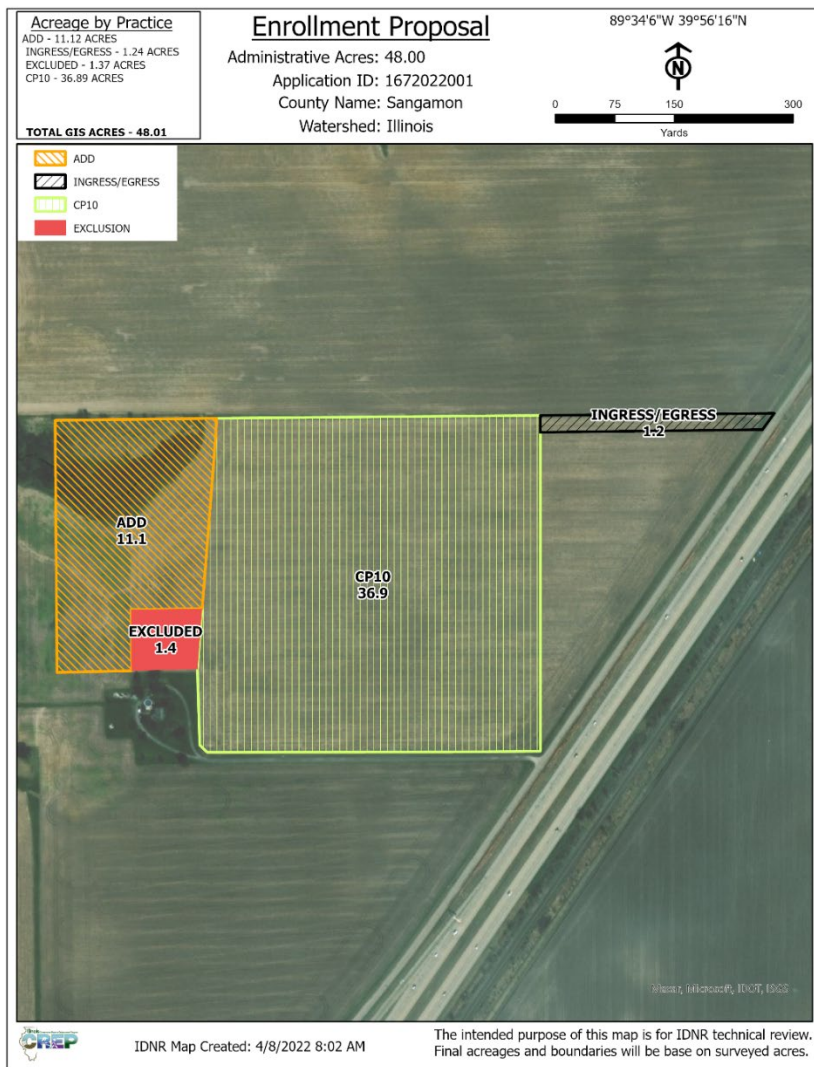 Acreage by Practice
ADD - 11.12 ACRES
INGRESS/EGRESS - 1.24 ACRES
EXCLUDED - 1.37 ACRES
CP10 - 36.89 ACRES
TOTAL GIS ACRES - 48.01
Enrollment Proposal
Administrative Acres: 48.00
Application ID: 1672022001
County Name: Sangamon
Watershed: Illinois
89°34'6"W 39°56'16"N
N
0 75 150 300
Yards
ADD
INGRESS/EGRESS
CP10
EXCLUSION
INGRESS/EGRESS
1.2
ADD
11.1
CP10
36.9
EXCLUDED
1.4
Maxar, Microsoft, IDOT, ISGS
CREP
IDNR Map Created: 4/8/2022 8:02 AM
The intended purpose of this map is for IDNR technical review.
Final acreages and boundaries will be base on surveyed acres.